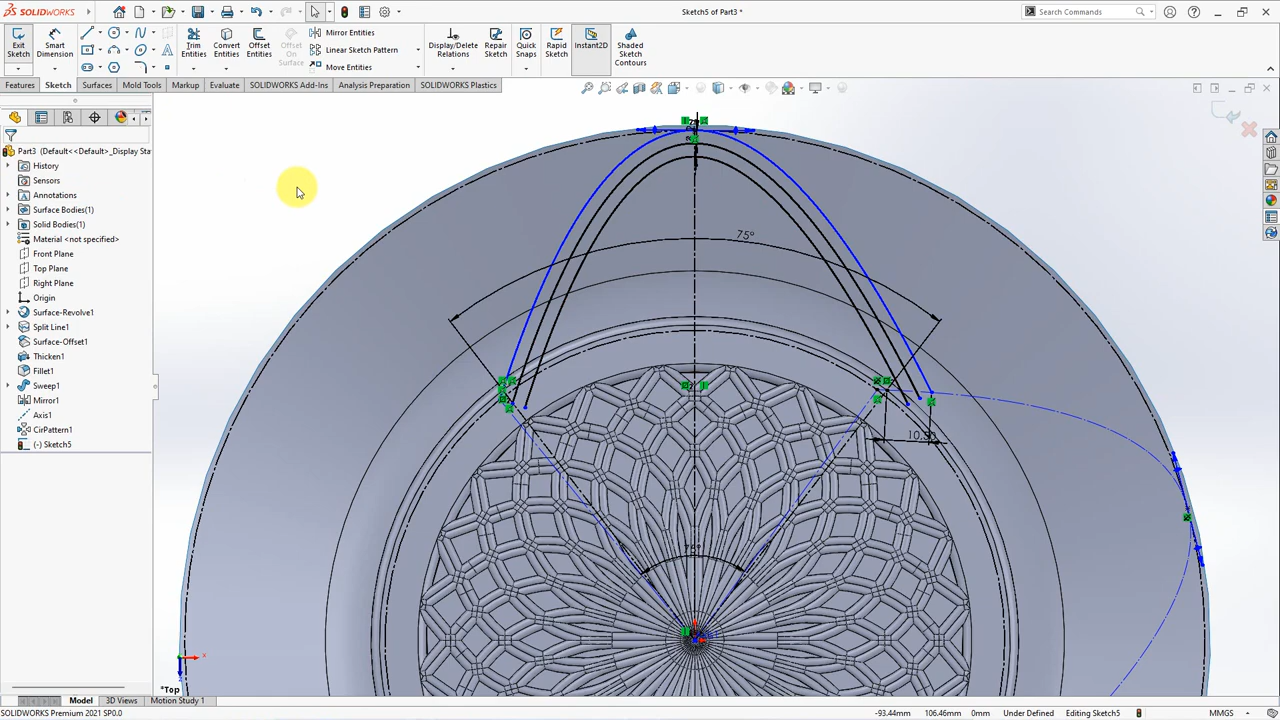 SOLIDWORKS
Sketch5 of Part3 *
Search Commands
Exit Sketch
Smart Dimension
Trim Entities
Convert Entities
Offset Entities
Offset On Surface
Mirror Entities
Linear Sketch Pattern
Move Entities
Display/Delete Relations
Repair Sketch
Quick Snaps
Rapid Sketch
Instant2D
Shaded Sketch Contours
Features
Sketch
Surfaces
Mold Tools
Markup
Evaluate
SOLIDWORKS Add-Ins
Analysis Preparation
SOLIDWORKS Plastics
Part3 (Default<<Default>_Display Sta
History
Sensors
Annotations
Surface Bodies(1)
Solid Bodies(1)
Material <not specified>
Front Plane
Top Plane
Right Plane
Origin
Surface-Revolve1
Split Line1
Surface-Offset1
Thicken1
Fillet1
Sweep1
Mirror1
Axis1
CirPattern1
(-) Sketch5
75°
x
*Top
Model
3D Views
Motion Study 1
SOLIDWORKS Premium 2021 SP0.0
-93.44mm
106.46mm
0mm
Under Defined
Editing Sketch5
MMGS